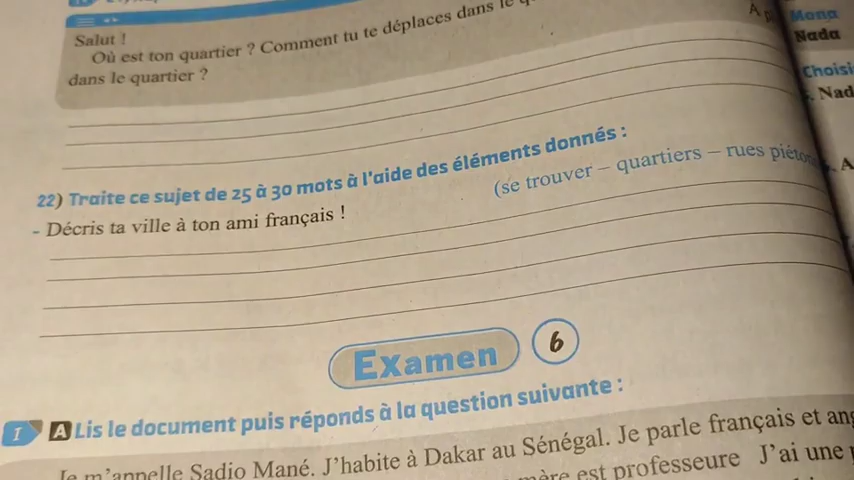 Salut !
Où est ton quartier ? Comment tu te déplaces dans le
dans le quartier ?
Mona
Nada
Choisi
Nad
A
22) Traite ce sujet de 25 à 30 mots à l'aide des éléments donnés :
(se trouver – quartiers – rues
- Décris ta ville à ton ami français !
Examen 6
I A Lis le document puis réponds à la question suivante :
Je m'appelle Sadio Mané. J'habite à Dakar au Sénégal. Je parle français et
est professeure J'ai une